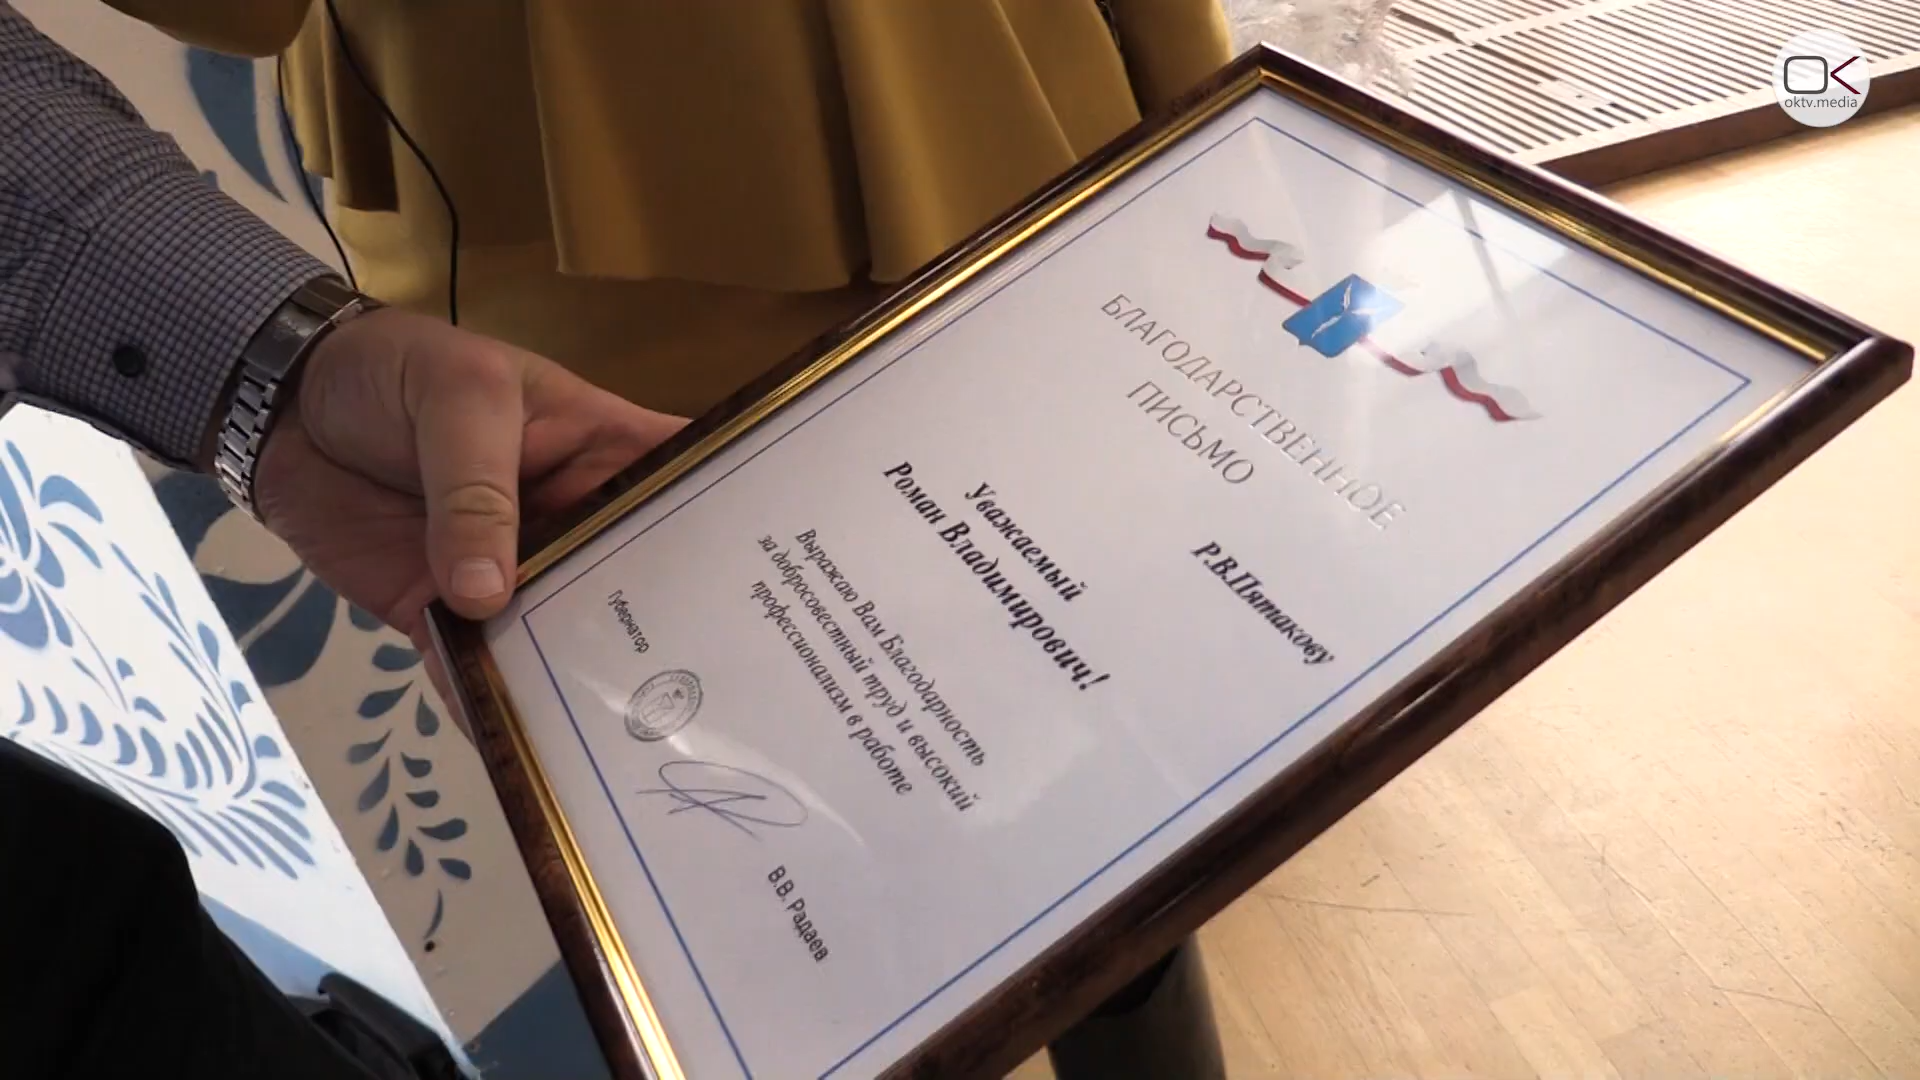 БЛАГОДАРСТВЕННОЕ
ПИСЬМО
Р.В.Пятакову
Уважаемый
Роман Владимирович!
Выражаю Вам Благодарность
за добросовестный труд и высокий
профессионализм в работе
Губернатор
В.В. Радаев
OK
oktv.media